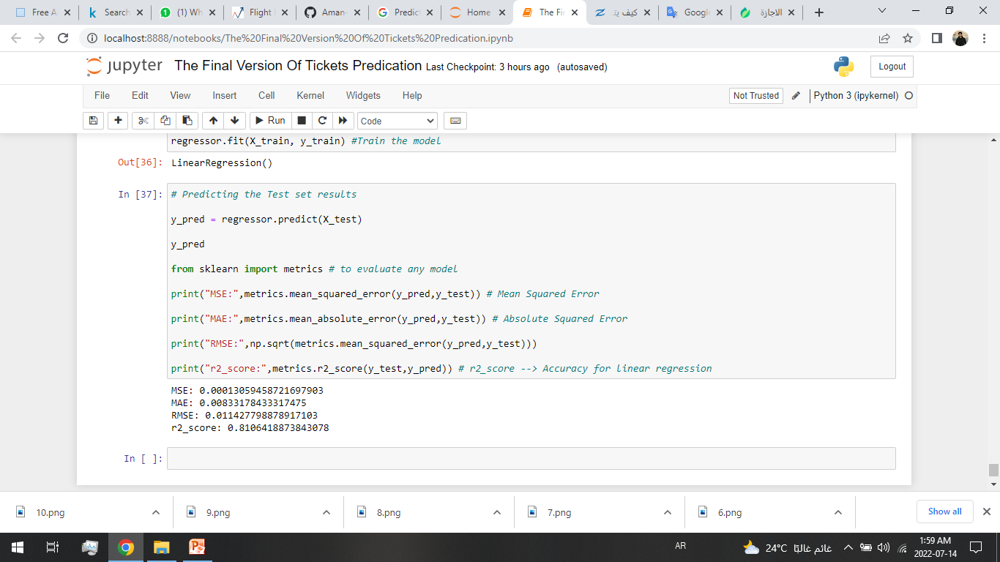 Free A
Search
(1) Wh
Flight
Aman-
Predic
Home
The Fi
كيف يت
Google
الاجازة
localhost:8888/notebooks/The%20Final%20Version%20Of%20Tickets%20Predication.ipynb
jupyter The Final Version Of Tickets Predication Last Checkpoint: 3 hours ago (autosaved)
Logout
File Edit View Insert Cell Kernel Widgets Help
Not Trusted Python 3 (ipykernel)
Run Code
regressor.fit(X_train, y_train) #Train the model
Out[36]: LinearRegression()
In [37]: # Predicting the Test set results
y_pred = regressor.predict(X_test)
y_pred
from sklearn import metrics # to evaluate any model
print("MSE:",metrics.mean_squared_error(y_pred,y_test)) # Mean Squared Error
print("MAE:",metrics.mean_absolute_error(y_pred,y_test)) # Absolute Squared Error
print("RMSE:",np.sqrt(metrics.mean_squared_error(y_pred,y_test)))
print("r2_score:",metrics.r2_score(y_test,y_pred)) # r2_score --> Accuracy for linear regression
MSE: 0.00013059458721697903
MAE: 0.00833178433317475
RMSE: 0.011427798878917103
r2_score: 0.8106418873843078
In [ ]:
10.png 9.png 8.png 7.png 6.png Show all
AR 24°C غائم غالبًا 1:59 AM
2022-07-14